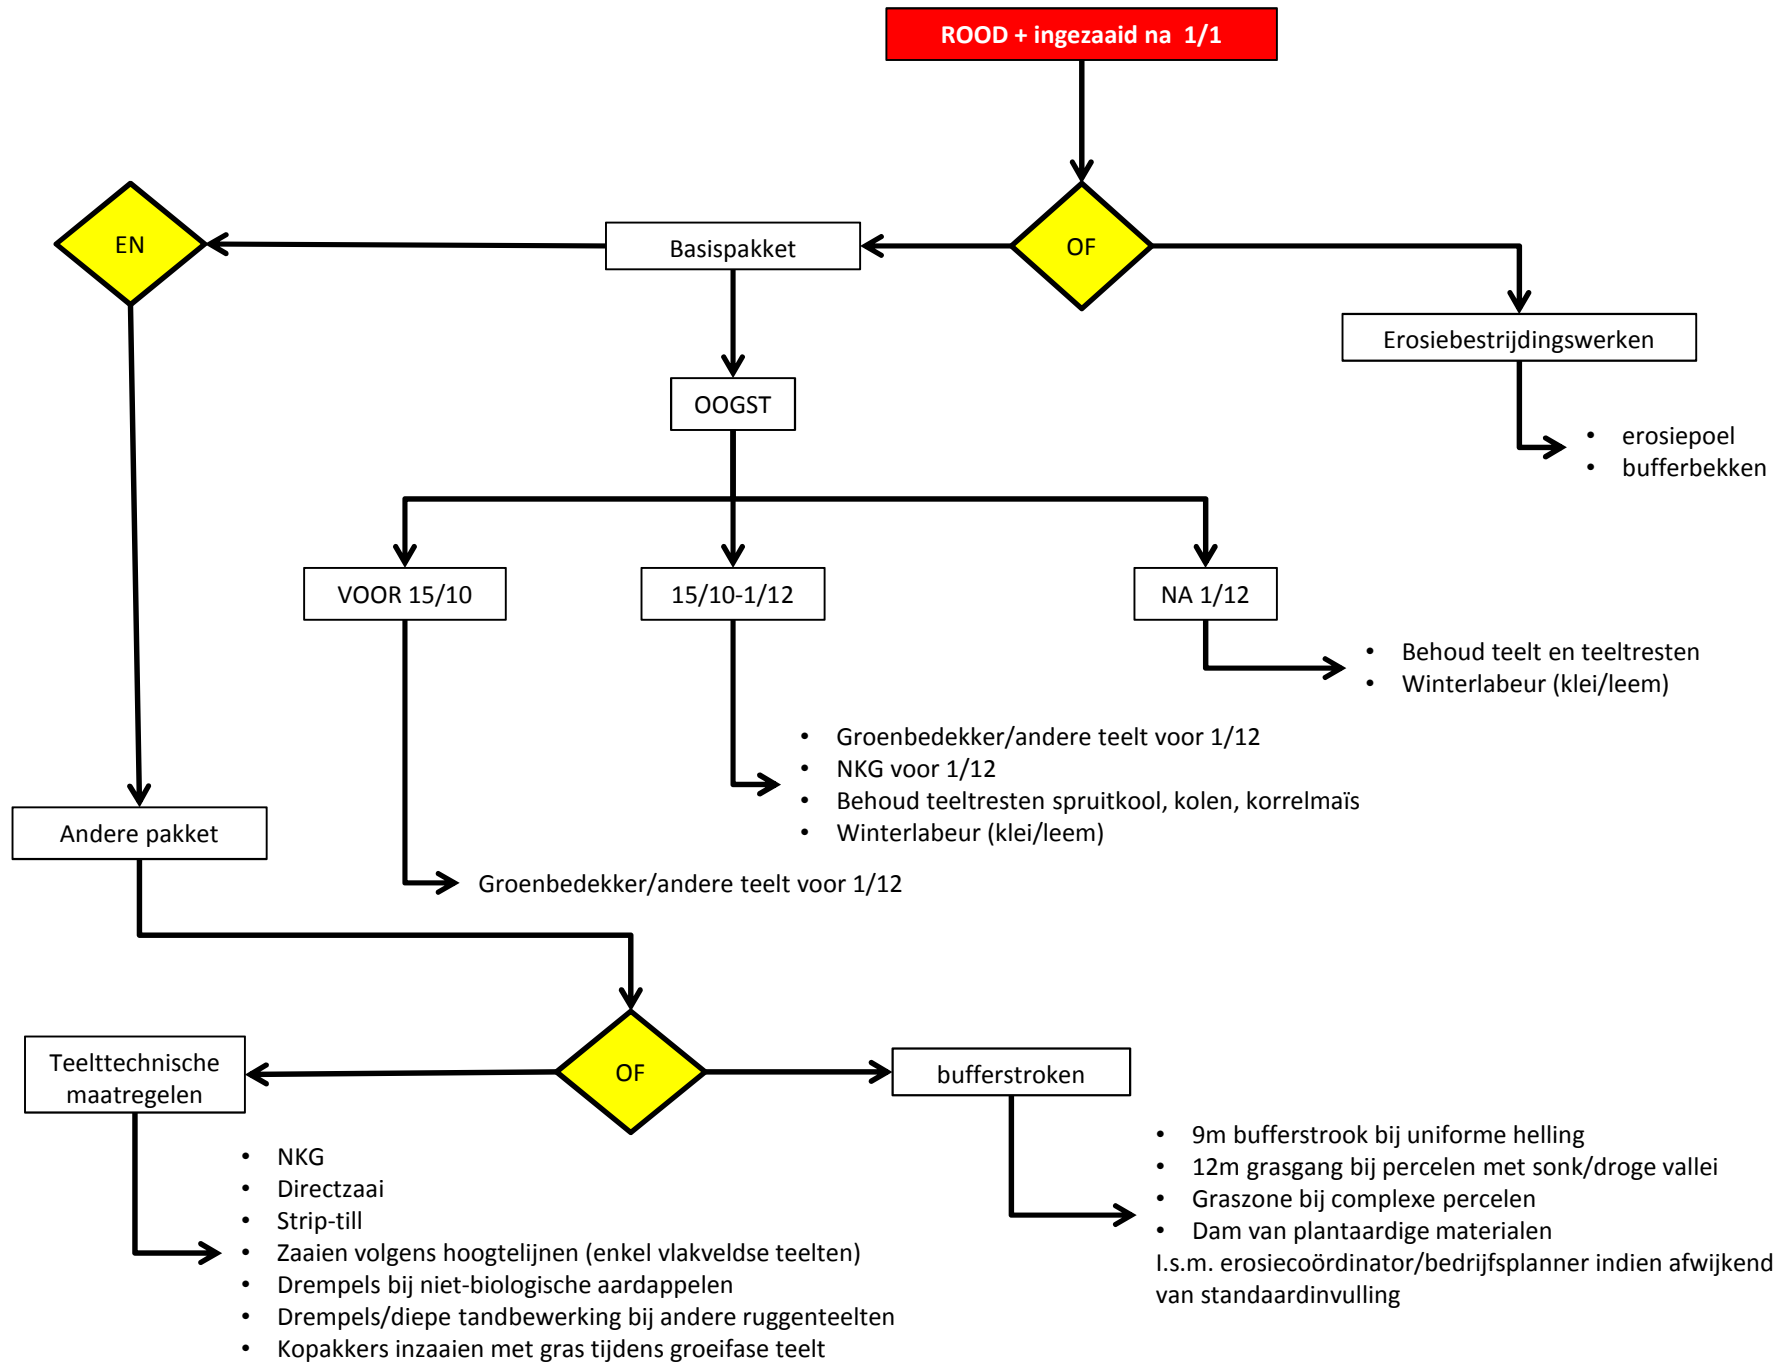 ROOD + ingezaaid na 1/1
EN
Basispakket
OF
Erosiebestrijdingswerken
OOGST
• erosiepoel
• bufferbekken
VOOR 15/10
15/10-1/12
NA 1/12
• Behoud teelt en teeltresten
• Winterlabeur (klei/leem)
• Groenbedekker/andere teelt voor 1/12
• NKG voor 1/12
• Behoud teeltresten spruitkool, kolen, korrelmaïs
• Winterlabeur (klei/leem)
Andere pakket
Groenbedekker/andere teelt voor 1/12
Teelttechnische
maatregelen
OF
bufferstroken
• NKG
• Directzaai
• Strip-till
• Zaaien volgens hoogtelijnen (enkel vlakveldse teelten)
• Drempels bij niet-biologische aardappelen
• Drempels/diepe tandbewerking bij andere ruggenteelten
• Kopakkers inzaaien met gras tijdens groeifase teelt
• 9m bufferstrook bij uniforme helling
• 12m grasgang bij percelen met sonk/droge vallei
• Graszone bij complexe percelen
• Dam van plantaardige materialen
I.s.m. erosiecoördinator/bedrijfsplanner indien afwijkend
van standaardinvulling